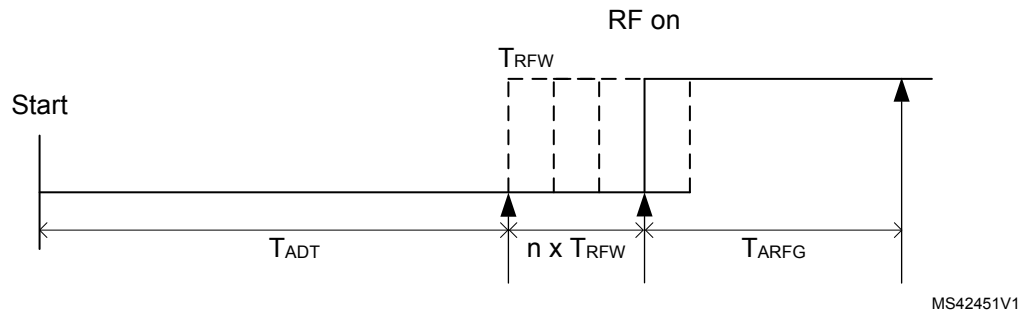 RF on
TRFW
Start
TADT
n x TRFW
TARFG
MS42451V1